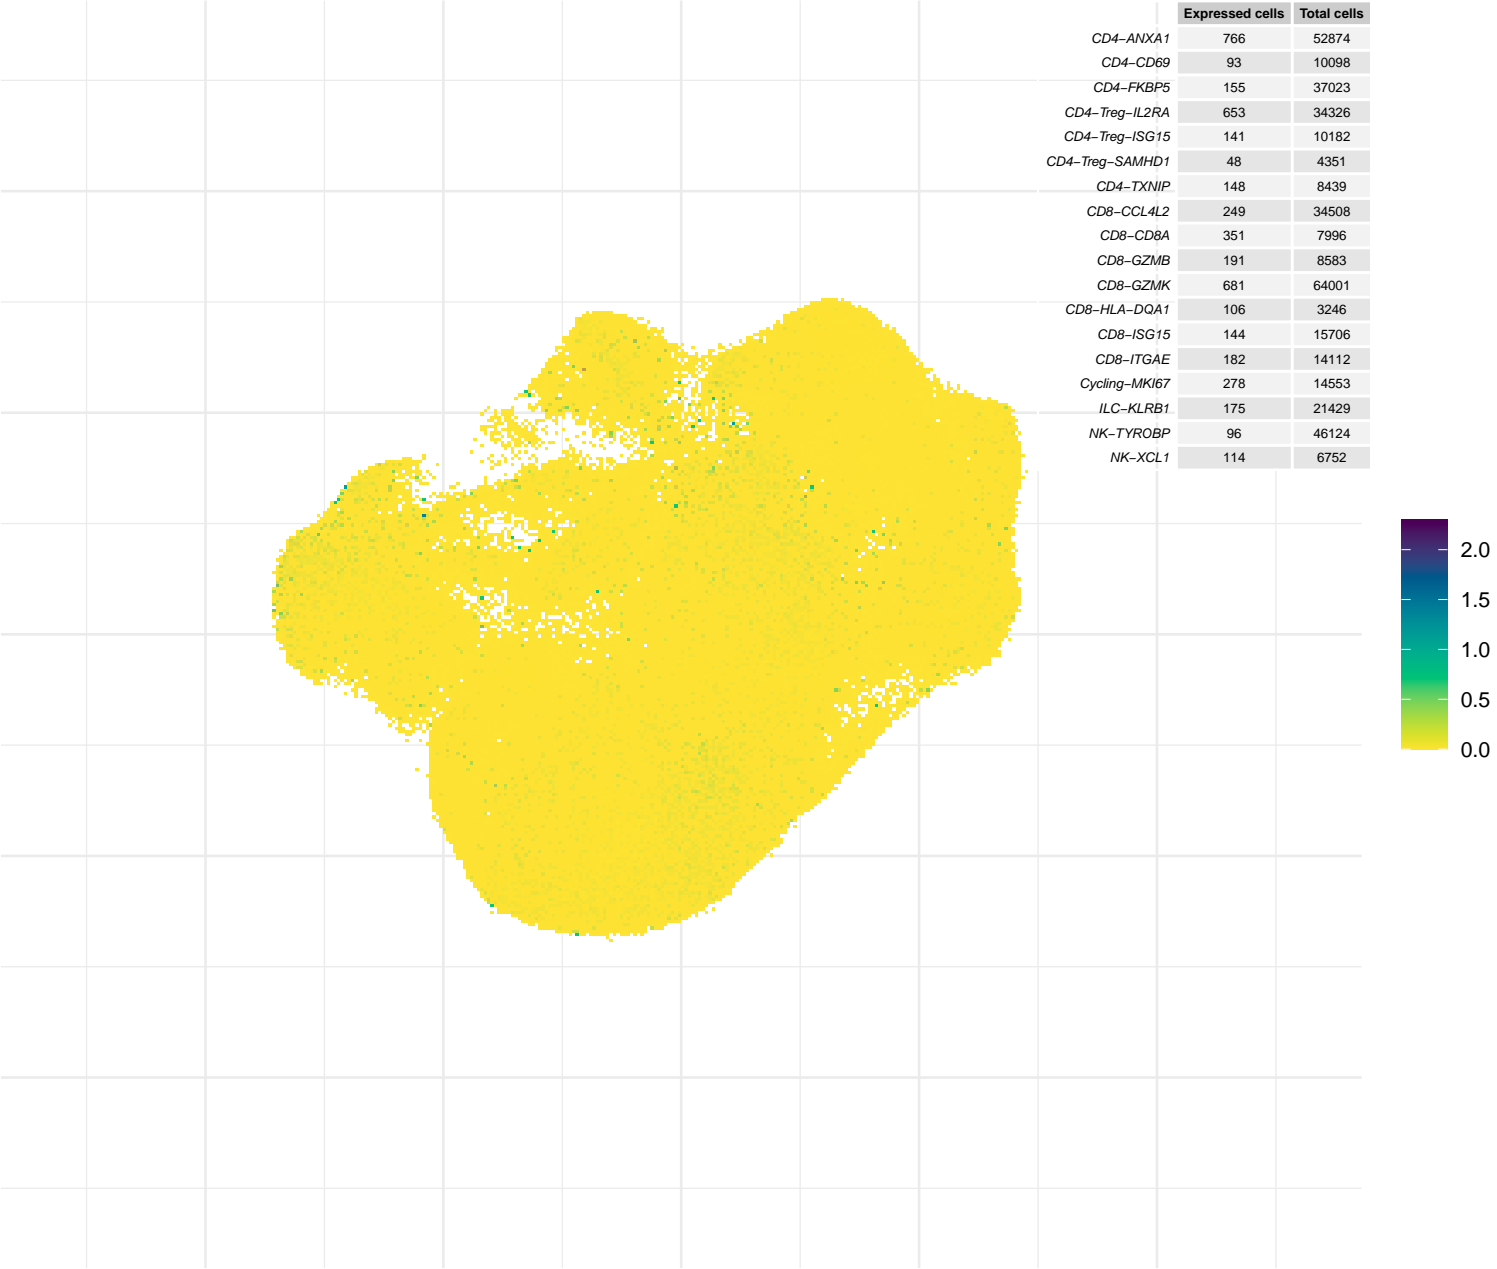 Expressed cells Total cells
CD4−ANXA1 766 52874
CD4−CD69 93 10098
CD4−FKBP5 155 37023
CD4−Treg−IL2RA 653 34326
CD4−Treg−ISG15 141 10182
CD4−Treg−SAMHD1 48 4351
CD4−TXNIP 148 8439
CD8−CCL4L2 249 34508
CD8−CD8A 351 7996
CD8−GZMB 191 8583
CD8−GZMK 681 64001
CD8−HLA−DQA1 106 3246
CD8−ISG15 144 15706
CD8−ITGAE 182 14112
Cycling−MKI67 278 14553
ILC−KLRB1 175 21429
NK−TYROBP 96 46124
NK−XCL1 114 6752
2.0
1.5
1.0
0.5
0.0